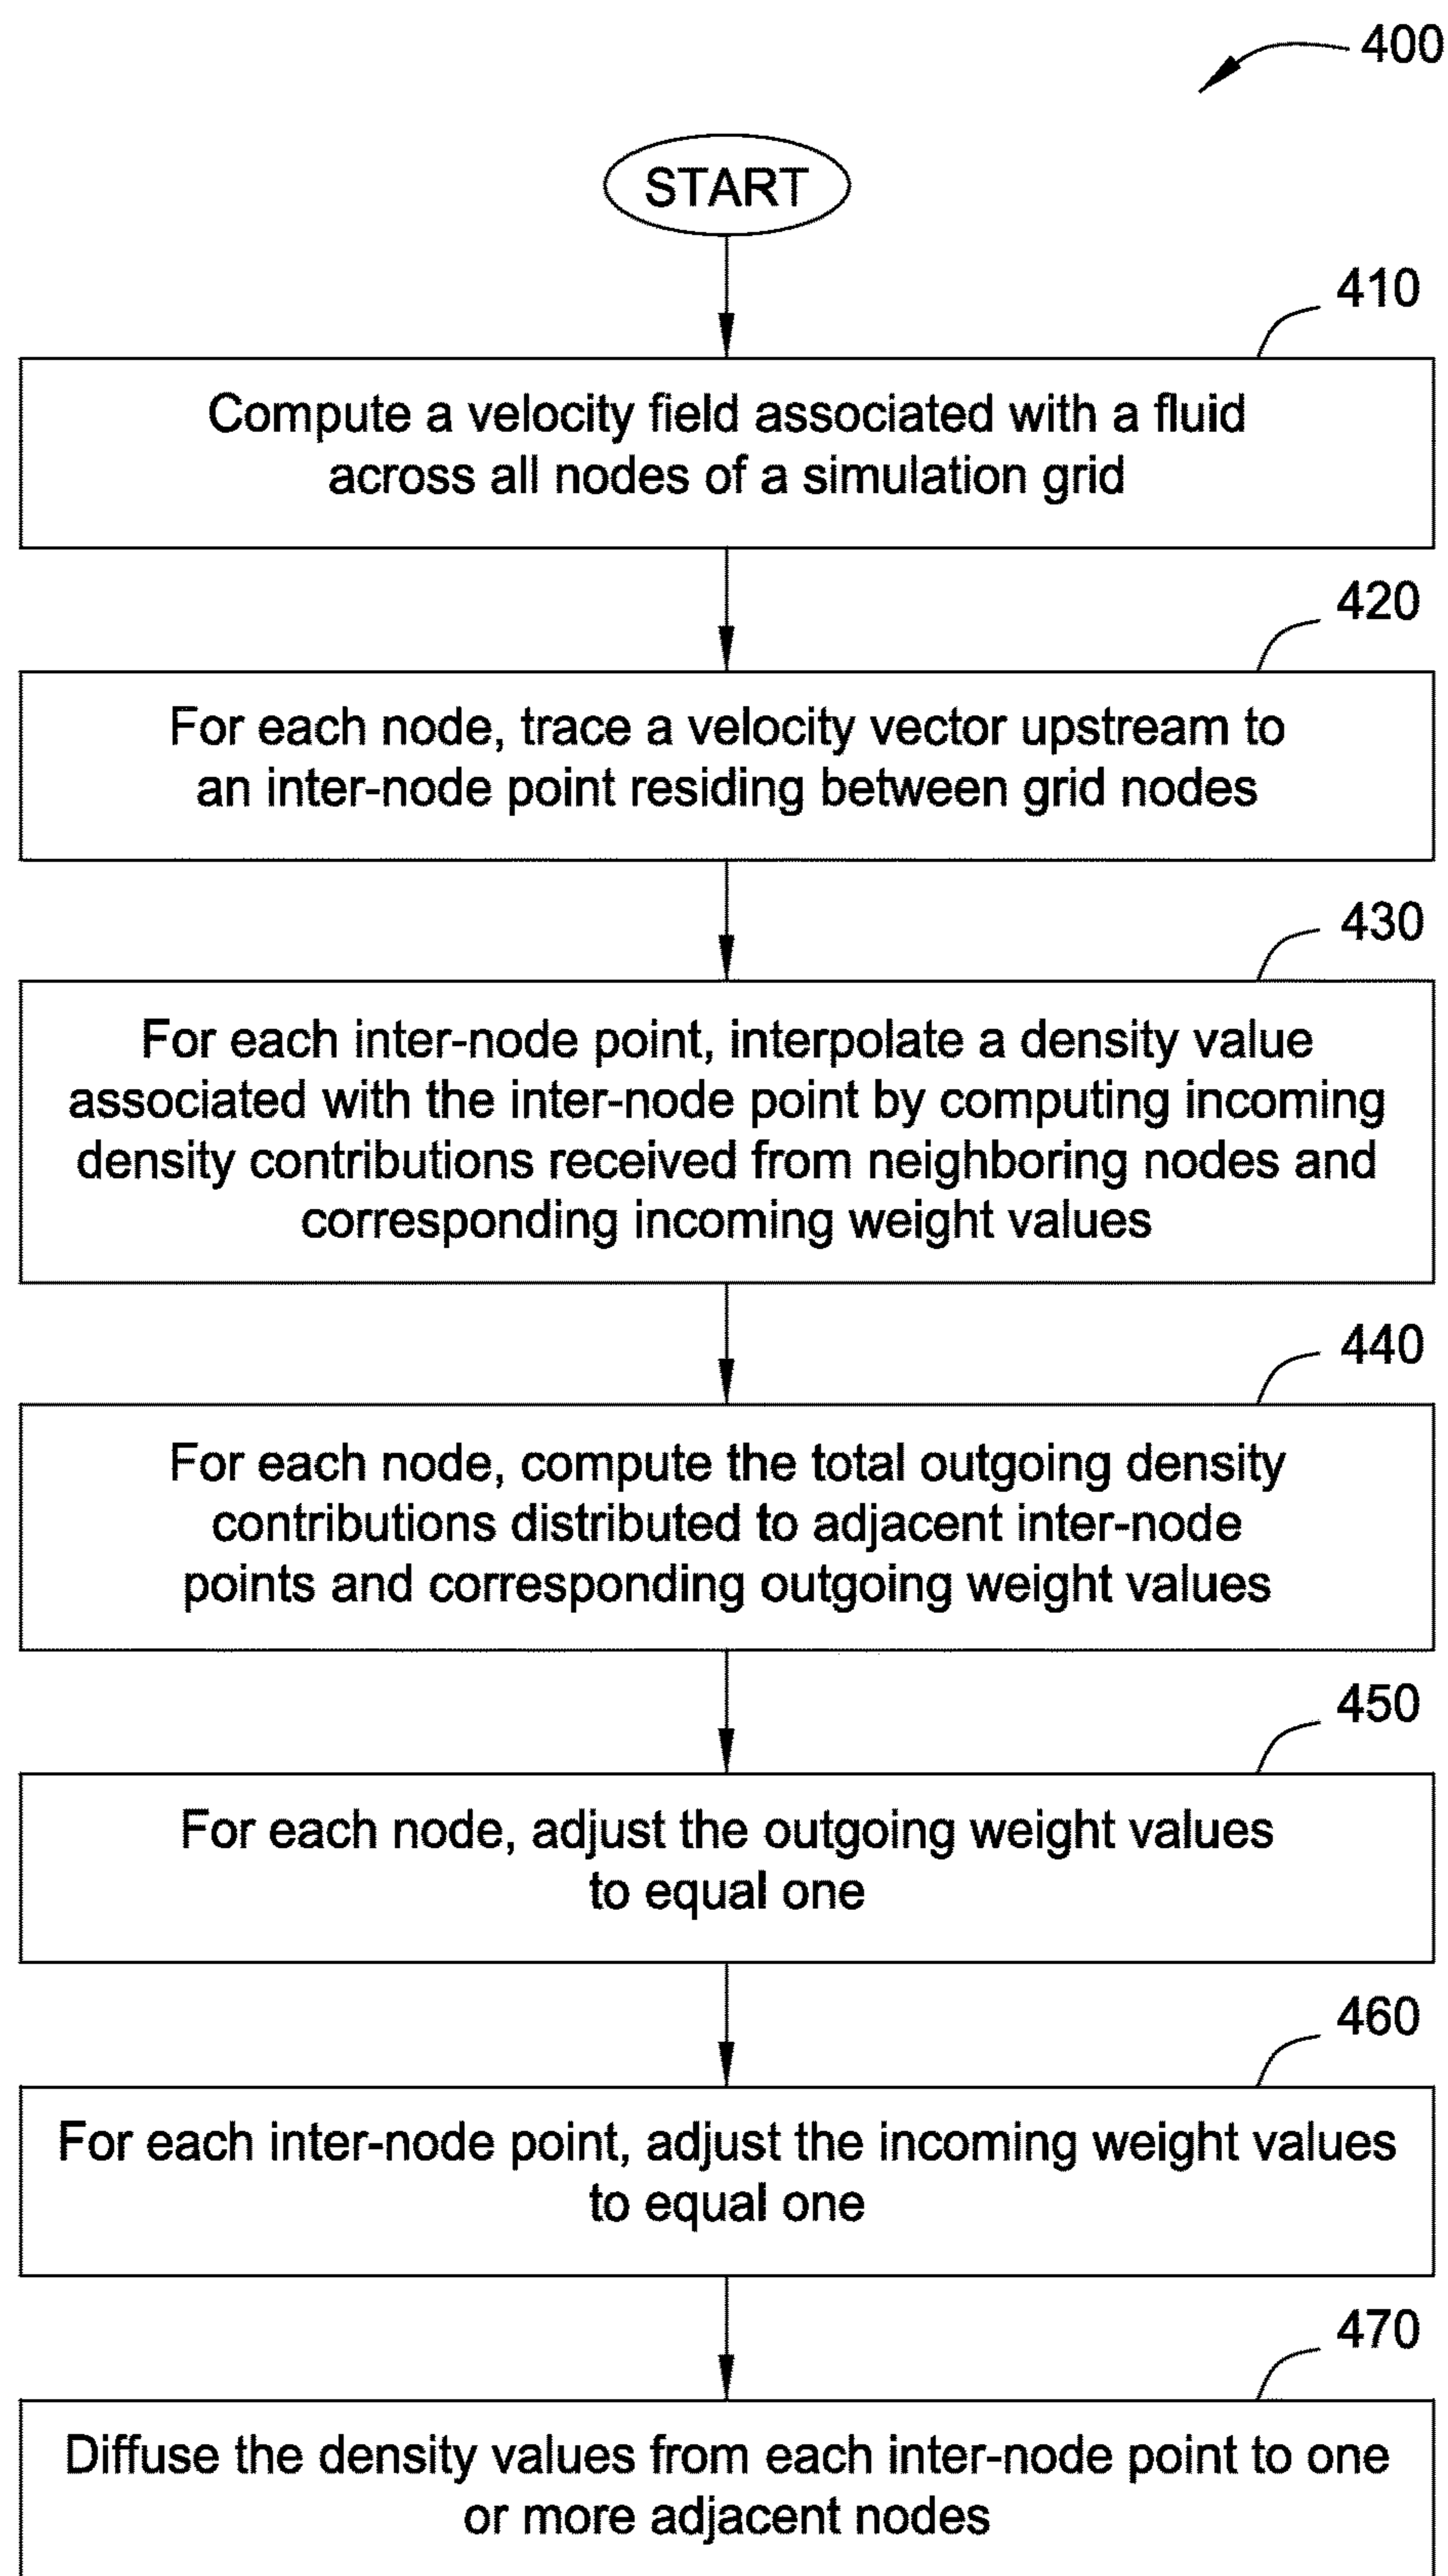 400
START
410
Compute a velocity field associated with a fluid
across all nodes of a simulation grid
420
For each node, trace a velocity vector upstream to
an inter-node point residing between grid nodes
430
For each inter-node point, interpolate a density value
associated with the inter-node point by computing incoming
density contributions received from neighboring nodes and
corresponding incoming weight values
440
For each node, compute the total outgoing density
contributions distributed to adjacent inter-node
points and corresponding outgoing weight values
450
For each node, adjust the outgoing weight values
to equal one
460
For each inter-node point, adjust the incoming weight values
to equal one
470
Diffuse the density values from each inter-node point to one
or more adjacent nodes